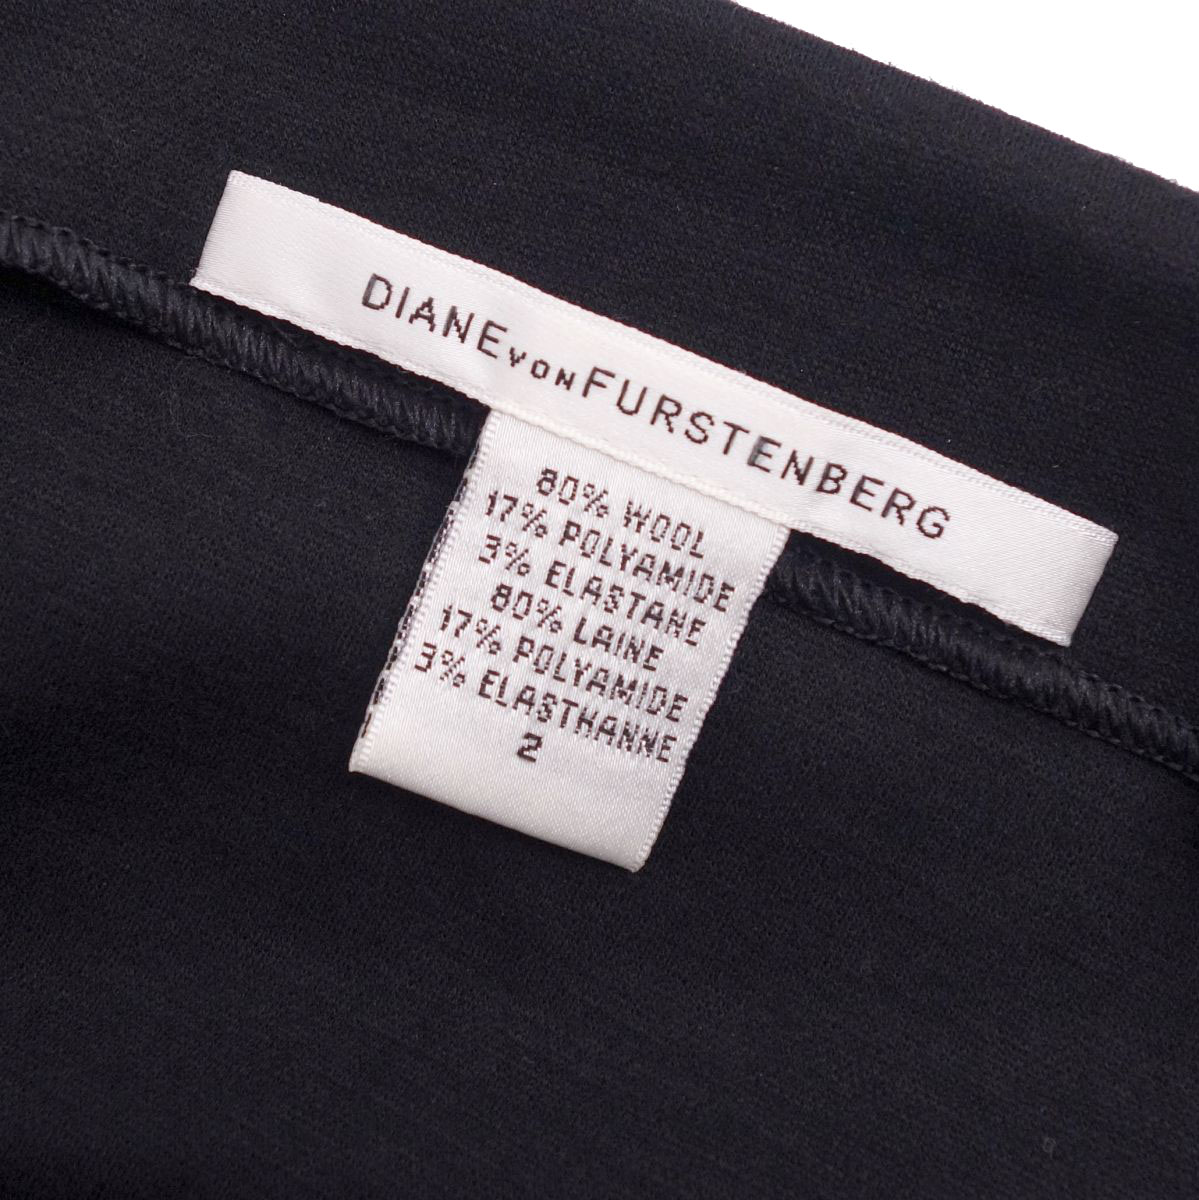 DIANE VON FURSTENBERG
80% WOOL
17% POLYAMIDE
3% ELASTANE
80% LAINE
17% POLYAMIDE
3% ELASTHANNE
2